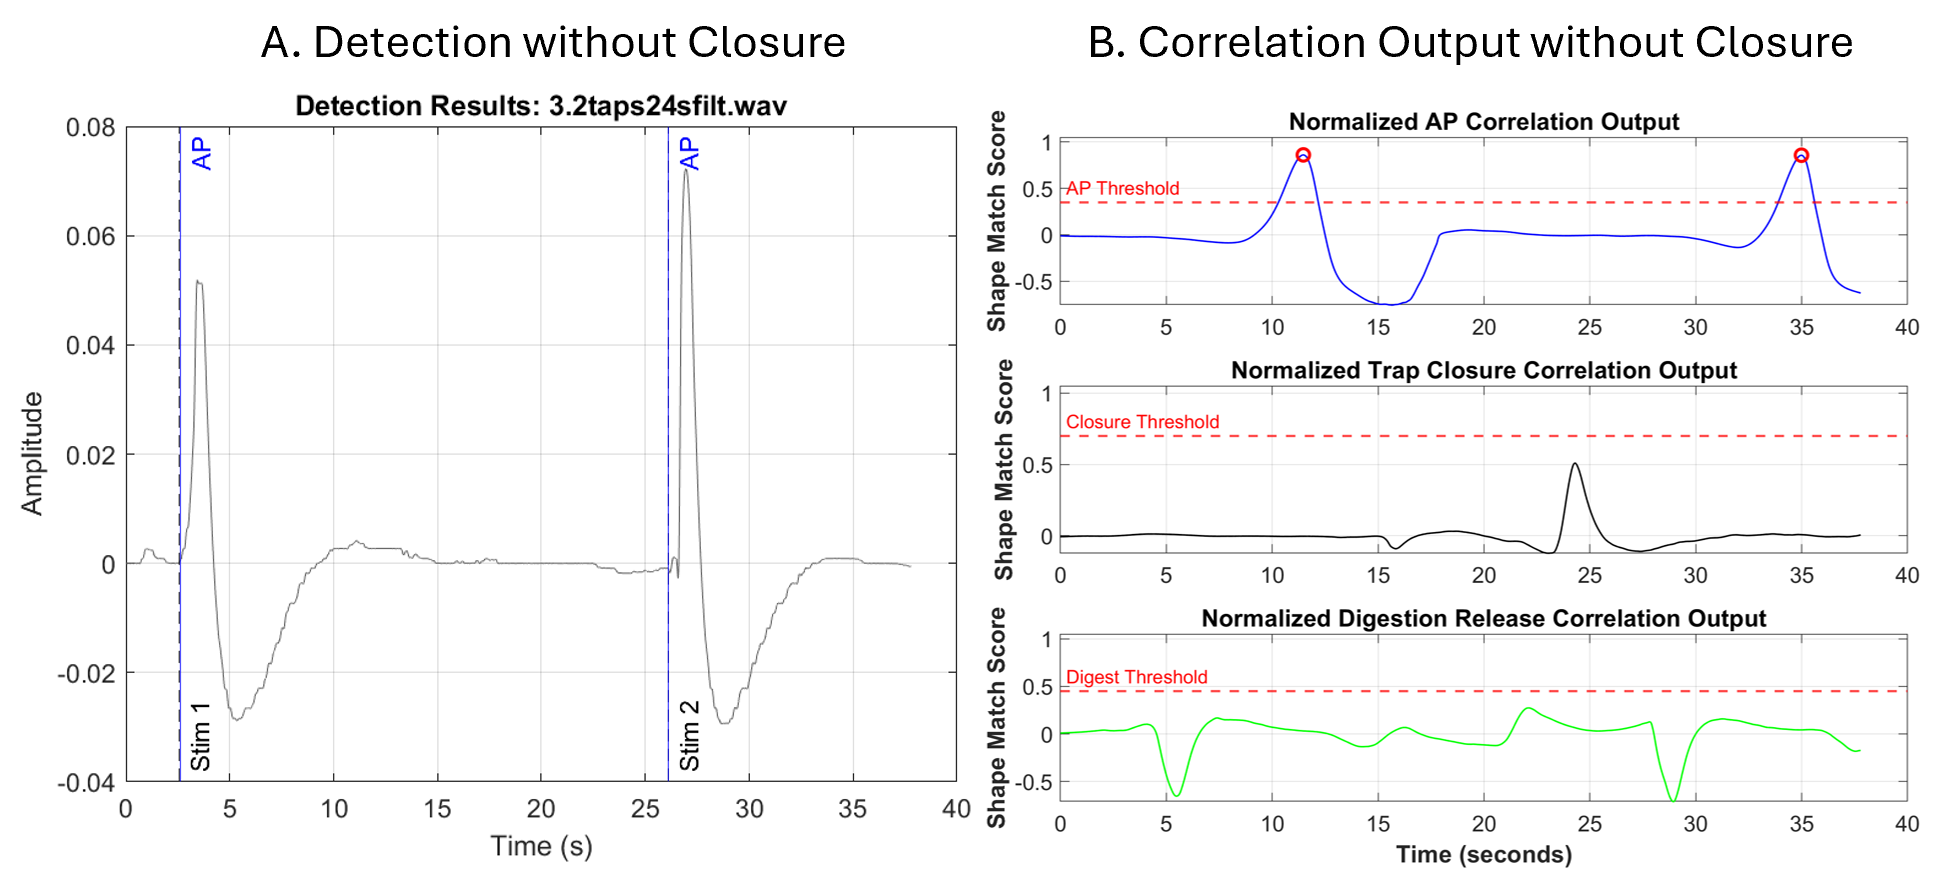 A. Detection without Closure
Detection Results: 3.2taps24sfilt.wav
AP
AP
Stim 1
Stim 2
0.08
0.06
0.04
0.02
0
-0.02
-0.04
0 5 10 15 20 25 30 35 40
Amplitude
Time (s)
B. Correlation Output without Closure
Normalized AP Correlation Output
Shape Match Score
1
0.5
0
-0.5
AP Threshold
0 5 10 15 20 25 30 35 40
Normalized Trap Closure Correlation Output
Shape Match Score
1
0.5
0
Closure Threshold
0 5 10 15 20 25 30 35 40
Normalized Digestion Release Correlation Output
Shape Match Score
1
0.5
0
-0.5
Digest Threshold
0 5 10 15 20 25 30 35 40
Time (seconds)